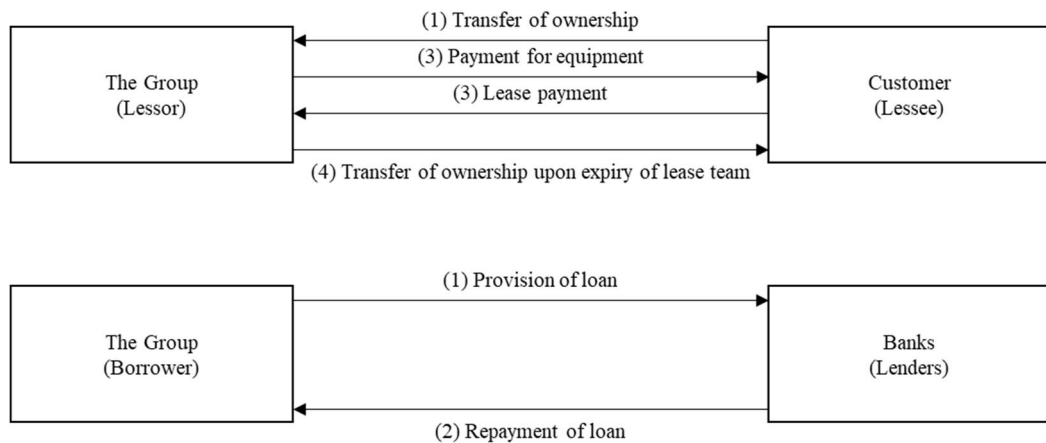 (1) Transfer of ownership
(3) Payment for equipment
The Group
(Lessor)
Customer
(Lessee)
(3) Lease payment
(4) Transfer of ownership upon expiry of lease team
(1) Provision of loan
The Group
(Borrower)
Banks
(Lenders)
(2) Repayment of loan